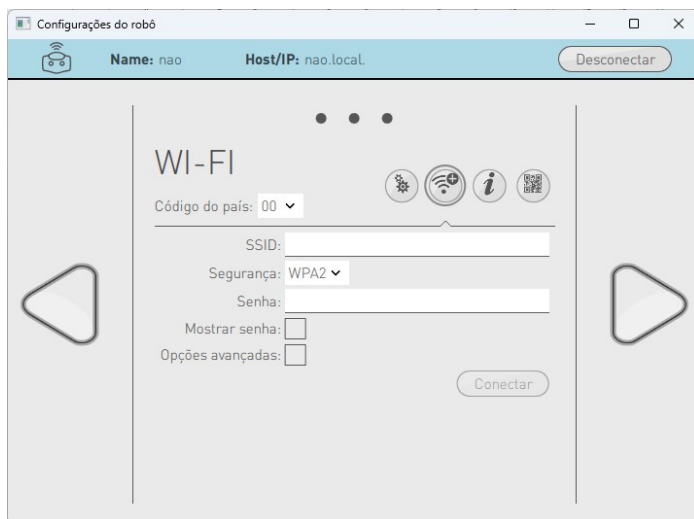 Configurações do robô
Name: nao Host/IP: nao.local. Desconectar
WI-FI
Código do país: 00
SSID:
Segurança: WPA2
Senha:
Mostrar senha:
Opções avançadas:
Conectar